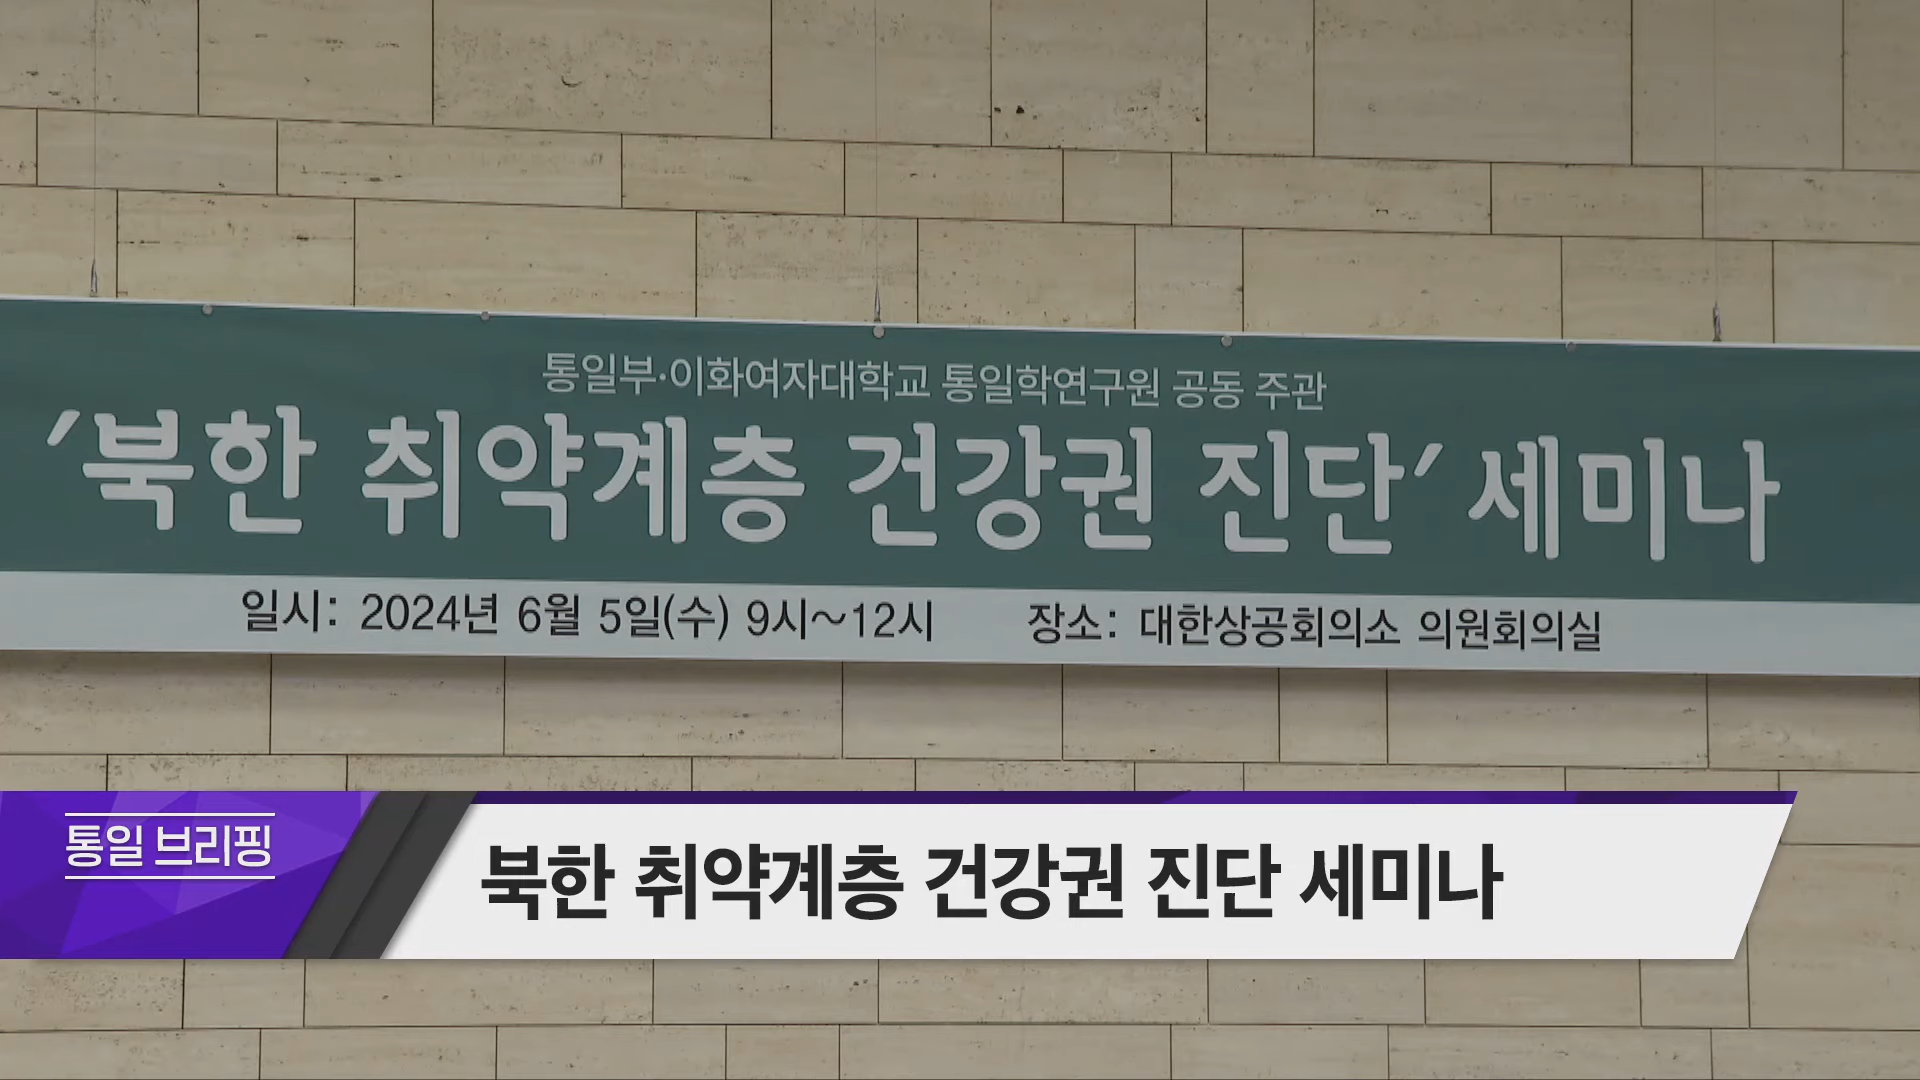 통일부·이화여자대학교 통일학연구원 공동 주관
'북한 취약계층 건강권 진단' 세미나
일시: 2024년 6월 5일(수) 9시~12시 장소: 대한상공회의소 의원회의실
통일 브리핑
북한 취약계층 건강권 진단 세미나